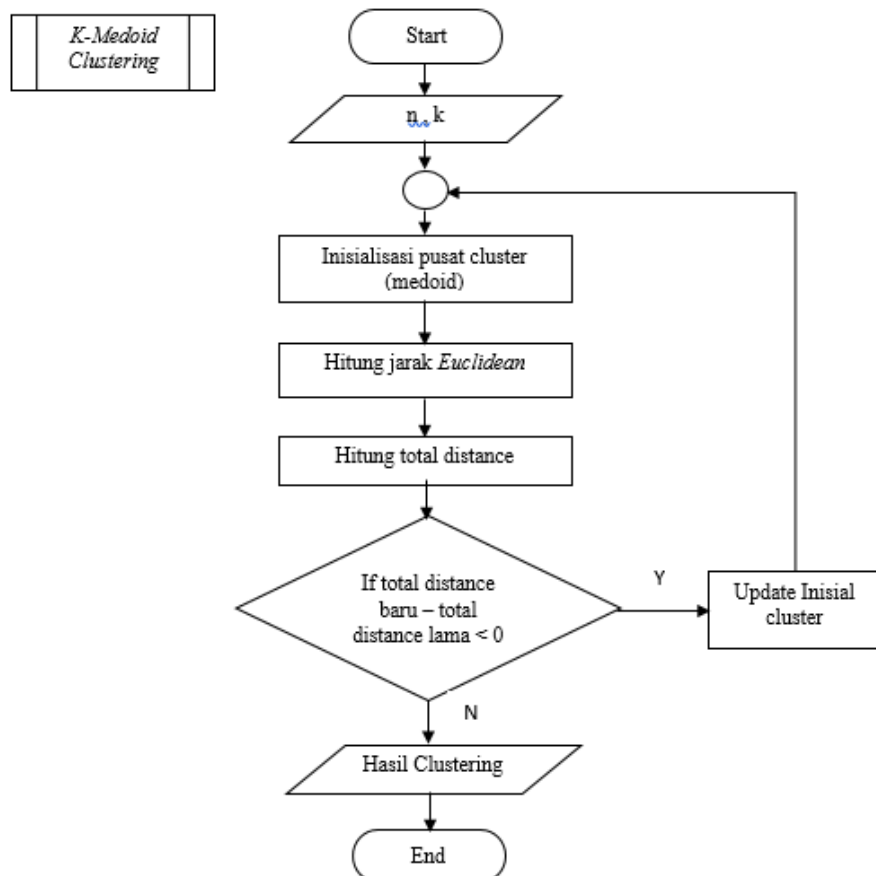 K-Medoid
Clustering
Start
n , k
Inisialisasi pusat cluster
(medoid)
Hitung jarak Euclidean
Hitung total distance
If total distance
baru – total
distance lama < 0
Y
Update Inisial
cluster
N
Hasil Clustering
End